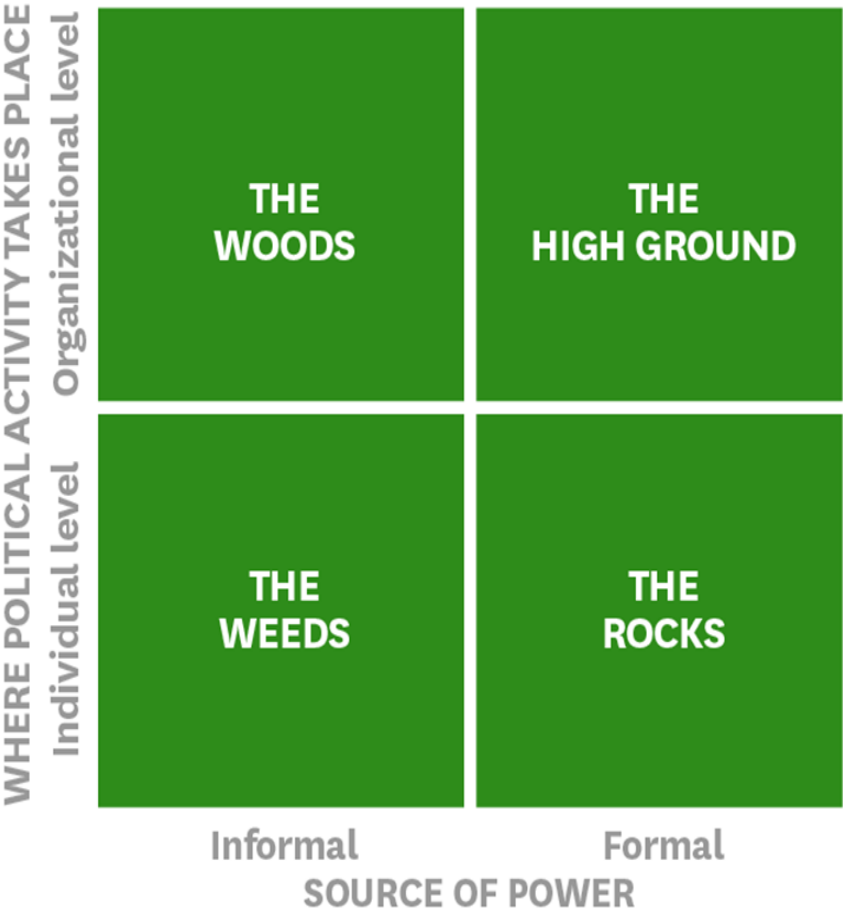 WHERE POLITICAL ACTIVITY TAKES PLACE
Organizational level
THE
WOODS
THE
HIGH GROUND
Individual level
THE
WEEDS
THE
ROCKS
Informal
Formal
SOURCE OF POWER